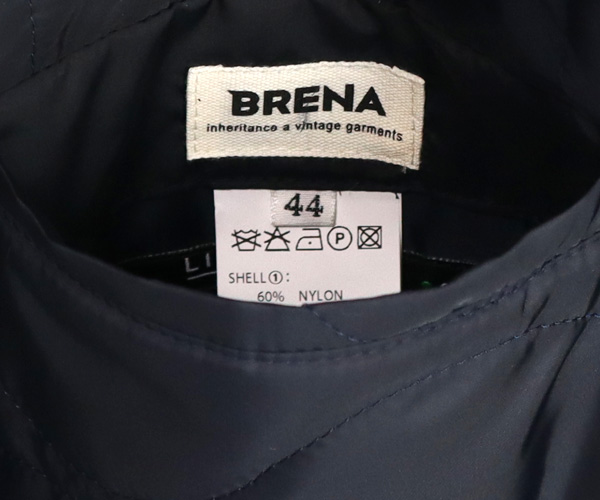 BRENA
inheritance a vintage garments
44
P
SHELL①:
60% NYLON